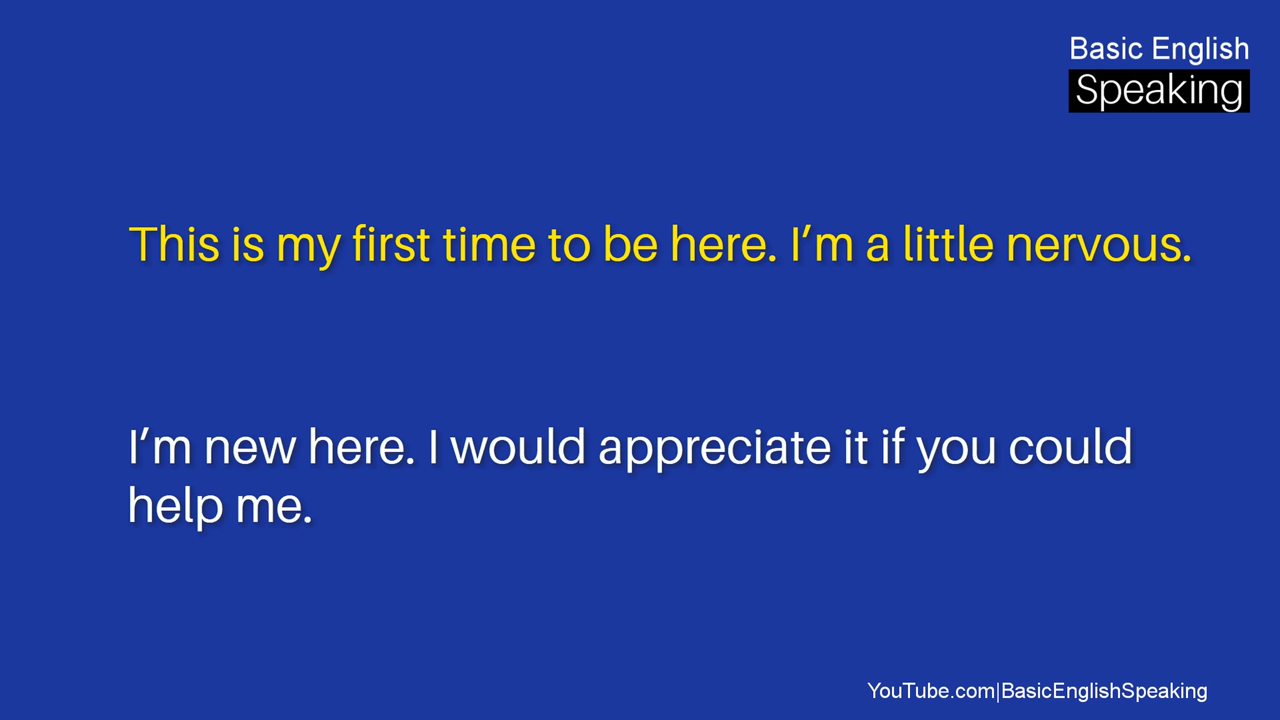 Basic English
Speaking
This is my first time to be here. I’m a little nervous.
I’m new here. I would appreciate it if you could
help me.
YouTube.com|BasicEnglishSpeaking